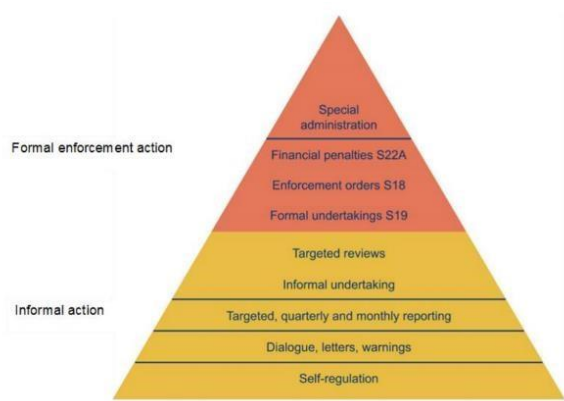 Special
administration
Formal enforcement action
Financial penalties S22A
Enforcement orders S18
Formal undertakings S19
Targeted reviews
Informal undertaking
Informal action
Targeted, quarterly and monthly reporting
Dialogue, letters, warnings
Self-regulation